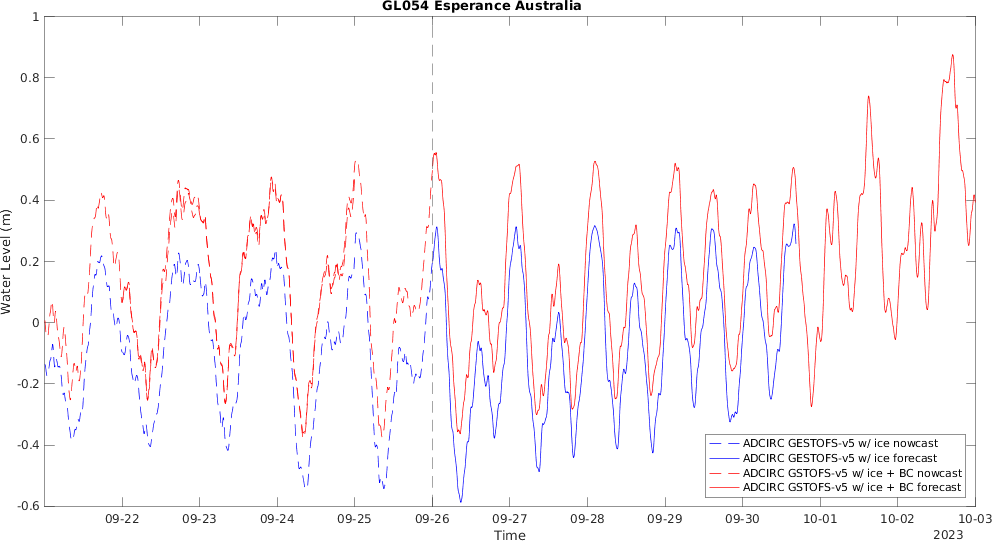 GL054 Esperance Australia
Water Level (m)
1
0.8
0.6
0.4
0.2
0
-0.2
-0.4
-0.6
ADCIRC GESTOFS-v5 w/ ice nowcast
ADCIRC GESTOFS-v5 w/ ice forecast
ADCIRC GSTOFS-v5 w/ ice + BC nowcast
ADCIRC GSTOFS-v5 w/ ice + BC forecast
09-22 09-23 09-24 09-25 09-26 09-27 09-28 09-29 09-30 10-01 10-02 10-03
Time
2023